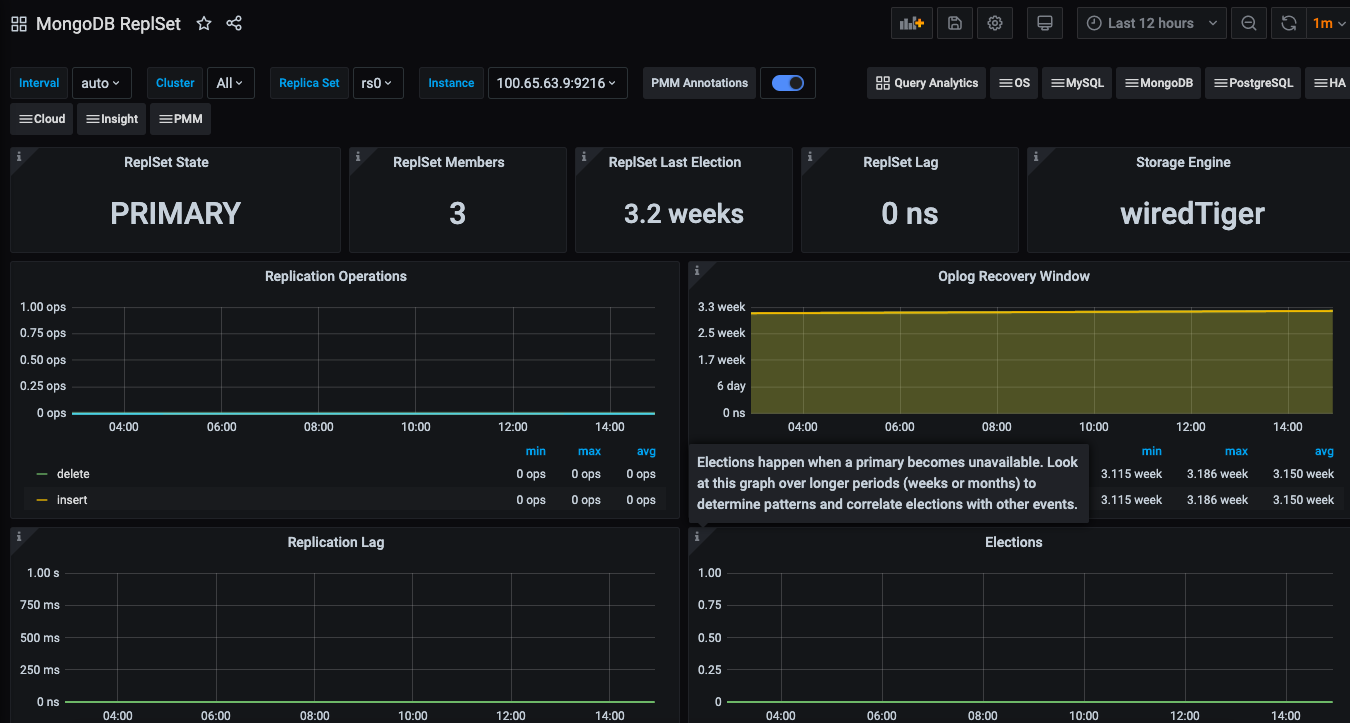 MongoDB ReplSet
Last 12 hours
1m
Interval auto Cluster All Replica Set rs0 Instance 100.65.63.9:9216 PMM Annotations Query Analytics OS MySQL MongoDB PostgreSQL HA
Cloud Insight PMM
ReplSet State
PRIMARY
ReplSet Members
3
ReplSet Last Election
3.2 weeks
ReplSet Lag
0 ns
Storage Engine
wiredTiger
Replication Operations
1.00 ops
0.75 ops
0.50 ops
0.25 ops
0 ops
04:00 06:00 08:00 10:00 12:00 14:00
min max avg
delete 0 ops 0 ops 0 ops
insert 0 ops 0 ops 0 ops
Oplog Recovery Window
3.3 week
2.5 week
1.7 week
6 day
0 ns
04:00 06:00 08:00 10:00 12:00 14:00
min max avg
3.115 week 3.186 week 3.150 week
3.115 week 3.186 week 3.150 week
Elections happen when a primary becomes unavailable. Look
at this graph over longer periods (weeks or months) to
determine patterns and correlate elections with other events.
Replication Lag
1.00 s
750 ms
500 ms
250 ms
0 ns
04:00 06:00 08:00 10:00 12:00 14:00
Elections
1.00
0.75
0.50
0.25
0
04:00 06:00 08:00 10:00 12:00 14:00